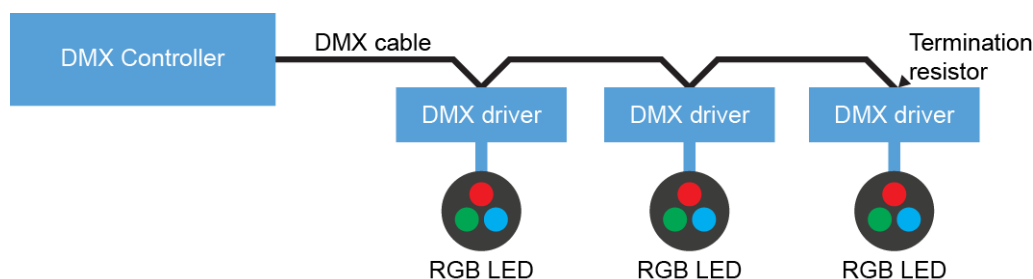 DMX Controller
DMX cable
Termination
resistor
DMX driver
DMX driver
DMX driver
RGB LED
RGB LED
RGB LED